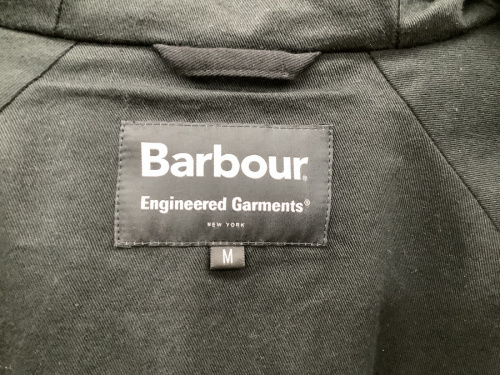 Barbour®
Engineered Garments®
NEW YORK
M